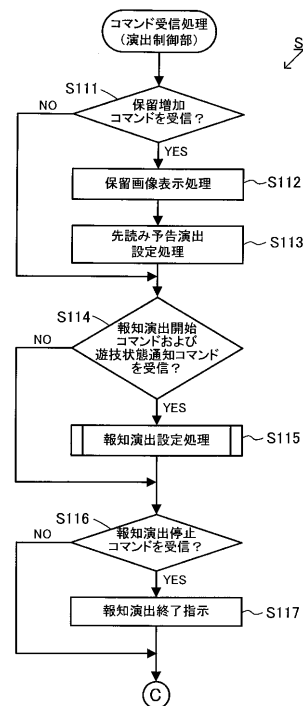 コマンド受信処理
(演出制御部)
S
S111
NO
保留増加
コマンドを受信？
YES
保留画像表示処理
S112
先読み予告演出
設定処理
S113
S114
報知演出開始
コマンドおよび
遊技状態通知コマンド
を受信？
NO
YES
報知演出設定処理
S115
S116
NO
報知演出停止
コマンドを受信？
YES
報知演出終了指示
S117
C